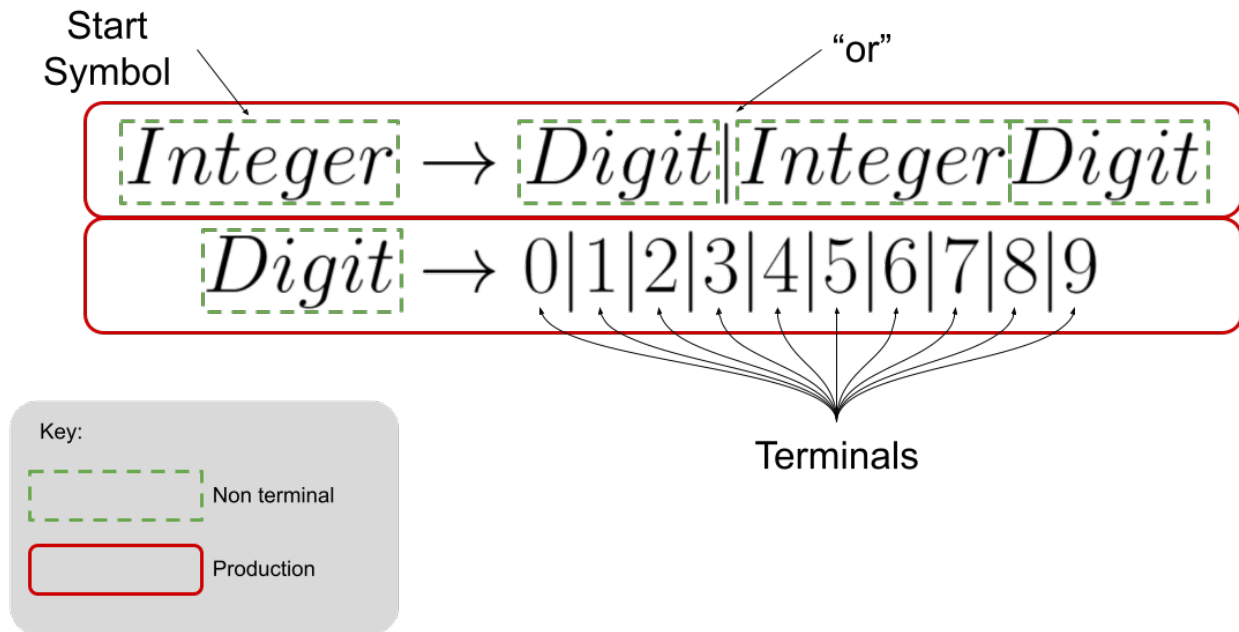 Start
Symbol
“or”
Integer → Digit|IntegerDigit
Digit → 0|1|2|3|4|5|6|7|8|9
Terminals
Key:
Non terminal
Production